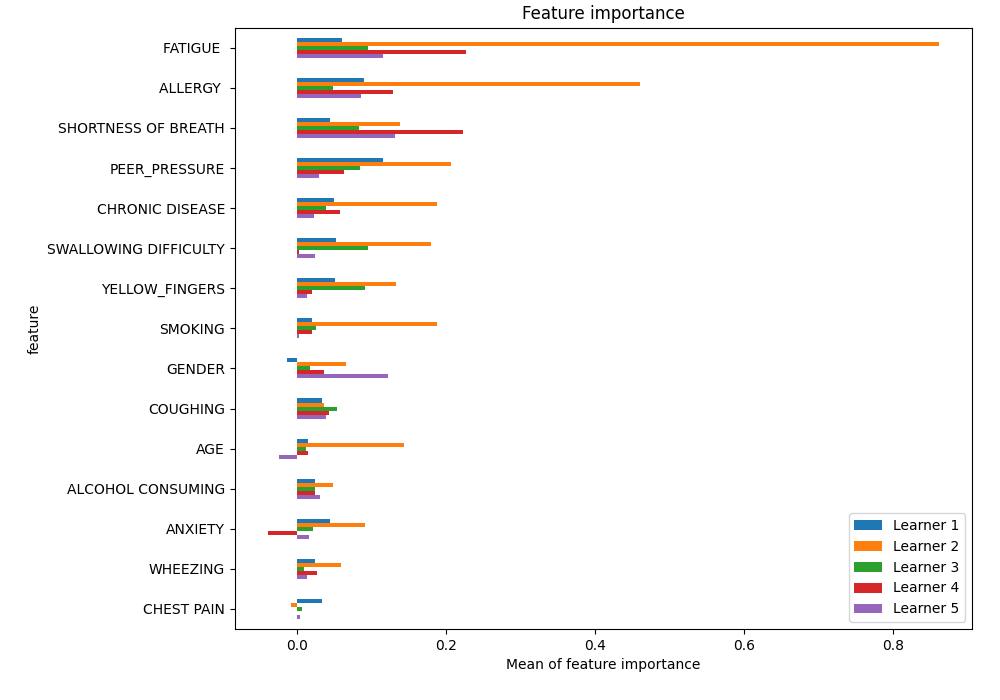 Feature importance
FATIGUE
ALLERGY
SHORTNESS OF BREATH
PEER_PRESSURE
CHRONIC DISEASE
SWALLOWING DIFFICULTY
YELLOW_FINGERS
SMOKING
GENDER
COUGHING
AGE
ALCOHOL CONSUMING
ANXIETY
WHEEZING
CHEST PAIN
feature
Learner 1
Learner 2
Learner 3
Learner 4
Learner 5
0.0 0.2 0.4 0.6 0.8
Mean of feature importance